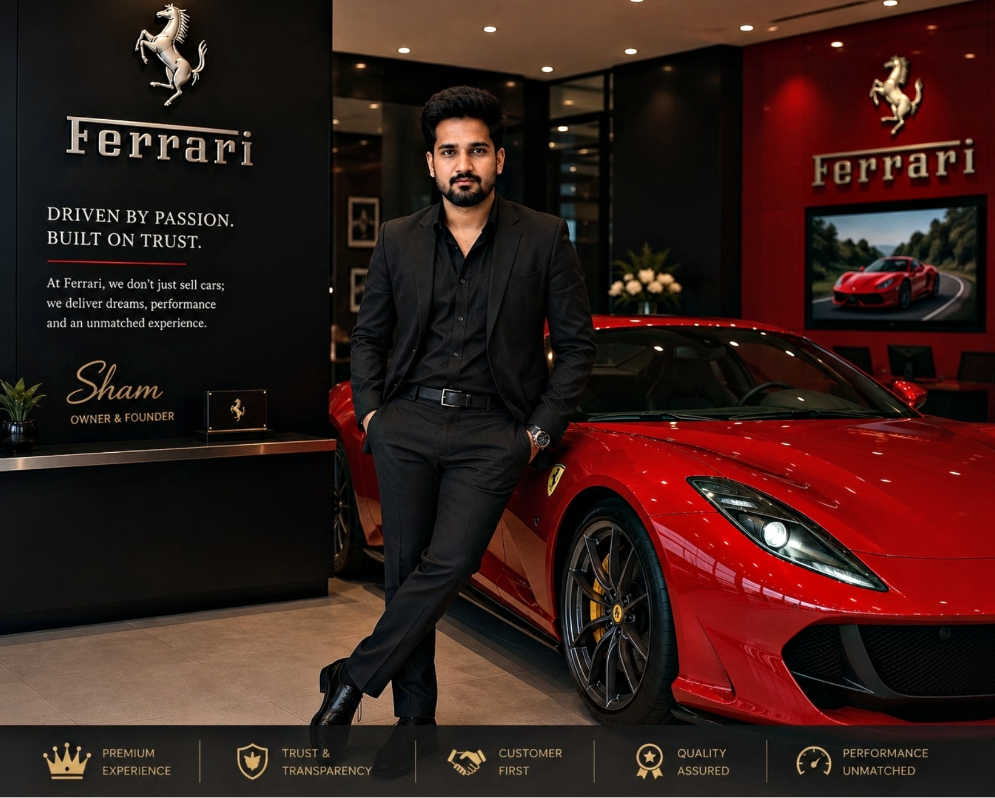 Ferrari
DRIVEN BY PASSION.
BUILT ON TRUST.
At Ferrari, we don't just sell cars;
we deliver dreams, performance
and an unmatched experience.
Sham
OWNER & FOUNDER
Ferrari
PREMIUM
EXPERIENCE
TRUST &
TRANSPARENCY
CUSTOMER
FIRST
QUALITY
ASSURED
PERFORMANCE
UNMATCHED